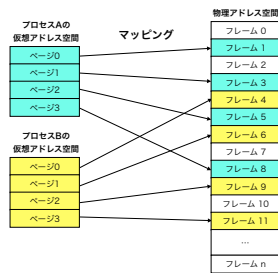 プロセスAの
仮想アドレス空間
ページ0
ページ1
ページ2
ページ3
プロセスBの
仮想アドレス空間
ページ0
ページ1
ページ2
ページ3
マッピング
物理アドレス空間
フレーム 0
フレーム 1
フレーム 2
フレーム 3
フレーム 4
フレーム 5
フレーム 6
フレーム 7
フレーム 8
フレーム 9
フレーム 10
フレーム 11
…
フレーム n